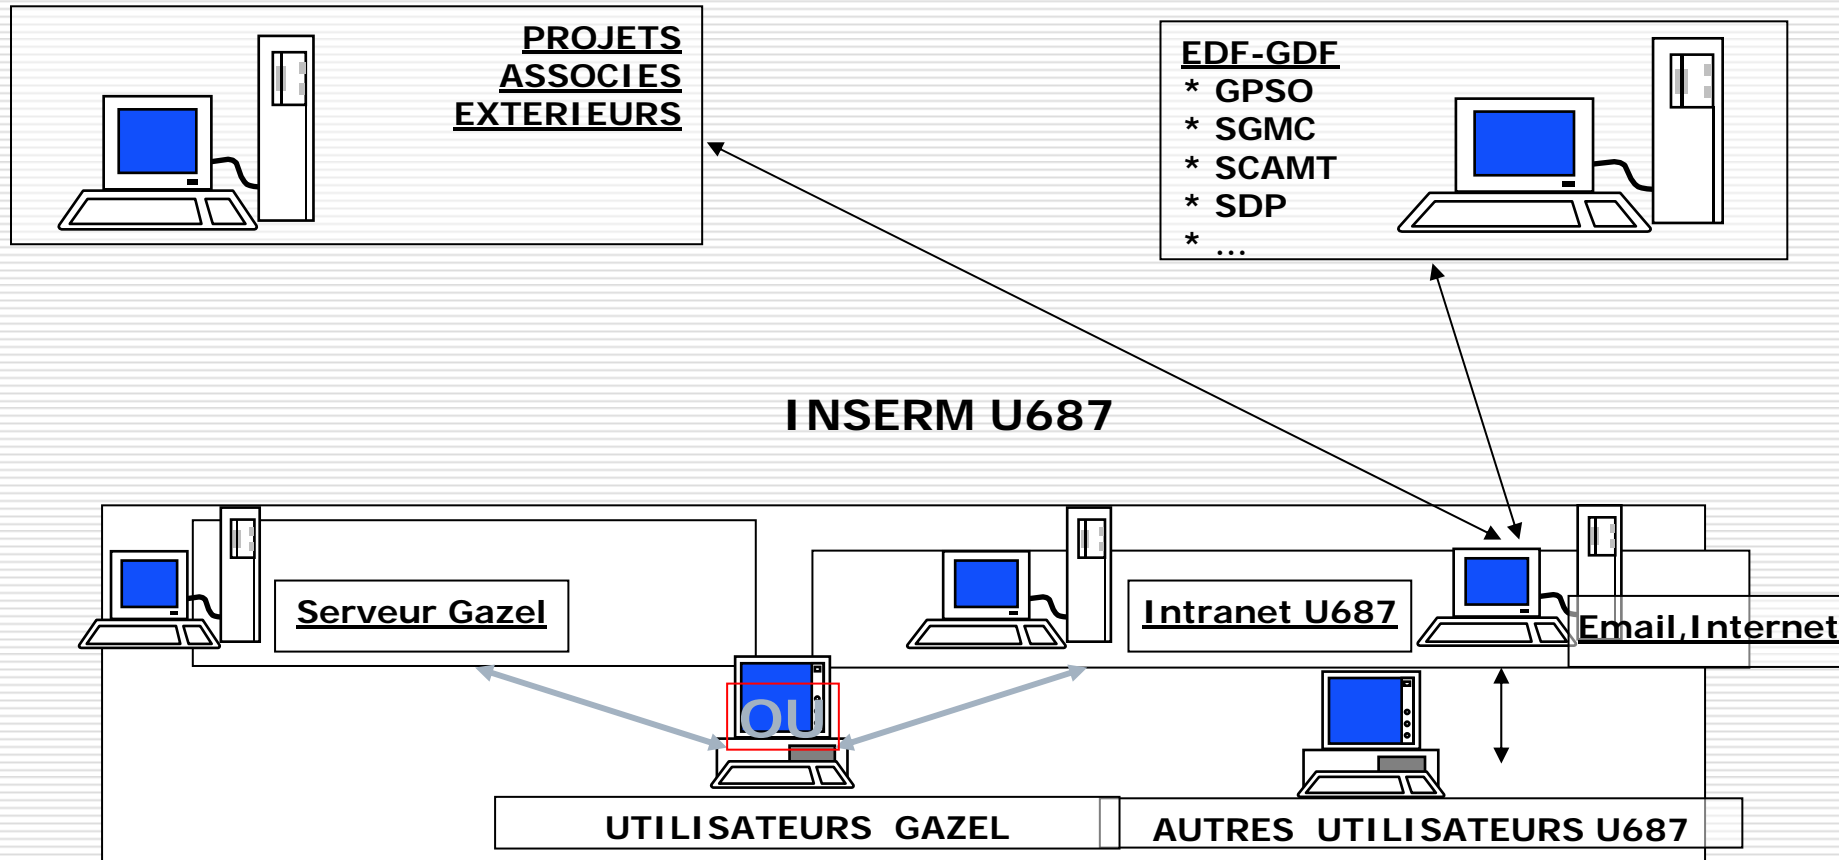 PROJETS
ASSOCIES
EXTERIEURS
EDF-GDF
* GPSO
* SGMC
* SCAMT
* SDP
* ...
INSERM U687
Serveur Gazel
Intranet U687
Email,Internet
OU
UTILISATEURS GAZEL
AUTRES UTILISATEURS U687